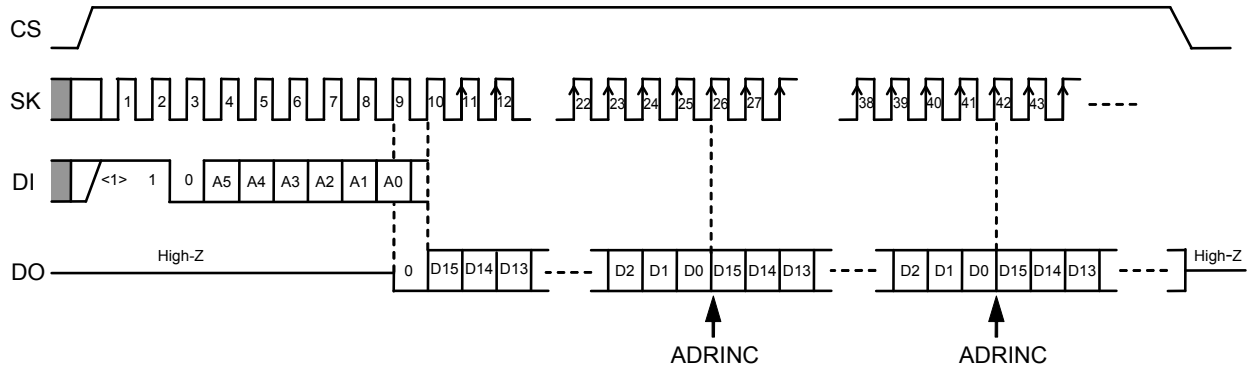 CS
SK 1 2 3 4 5 6 7 8 9 10 11 12 22 23 24 25 26 27 38 39 40 41 42 43
DI <1> 1 0 A5 A4 A3 A2 A1 A0
DO High-Z 0 D15 D14 D13 D2 D1 D0 D15 D14 D13 D2 D1 D0 D15 D14 D13 High-Z
ADRINC ADRINC